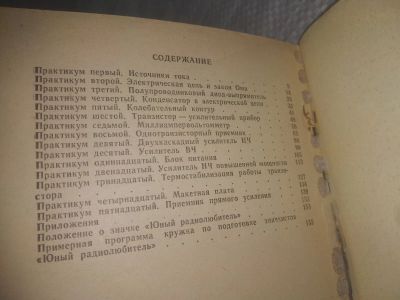 СОДЕРЖАНИЕ
Практикум первый. Источники тока
Практикум второй. Электрическая цепь и закон Ома
Практикум третий. Полупроводниковый диод-выпрямитель
Практикум четвертый. Конденсатор в электрической цепи
Практикум пятый. Колебательный контур
Практикум шестой. Транзистор — усилительный прибор
Практикум седьмой. Миллиампервольтомметр
Практикум восьмой. Однотранзисторный приемник
Практикум девятый. Двухкаскадный усилитель НЧ
Практикум десятый. Усилитель ВЧ
Практикум одиннадцатый. Блок питания
Практикум двенадцатый. Усилитель НЧ повышенной мощности
Практикум тринадцатый. Термостабилизация работы транзи-
стора
Практикум четырнадцатый. Макетная плата
Практикум пятнадцатый. Приемник прямого усиления
Приложения
Положение о значке «Юный радиолюбитель»
Примерная программа кружка по подготовке значкистов
«Юный радиолюбитель»